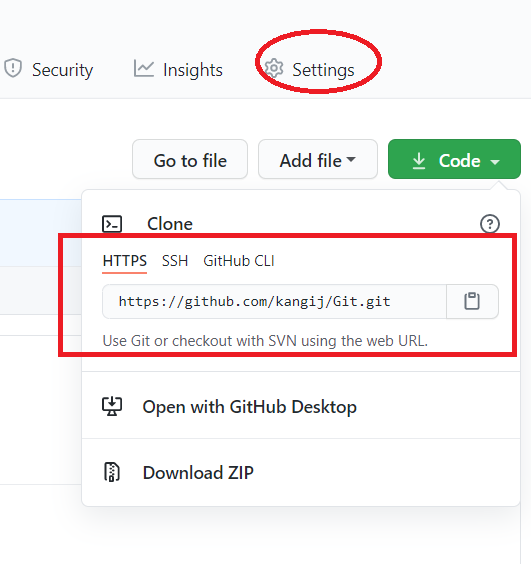 Security Insights Settings
Go to file Add file Code
Clone
HTTPS SSH GitHub CLI
https://github.com/kangij/Git.git
Use Git or checkout with SVN using the web URL.
Open with GitHub Desktop
Download ZIP